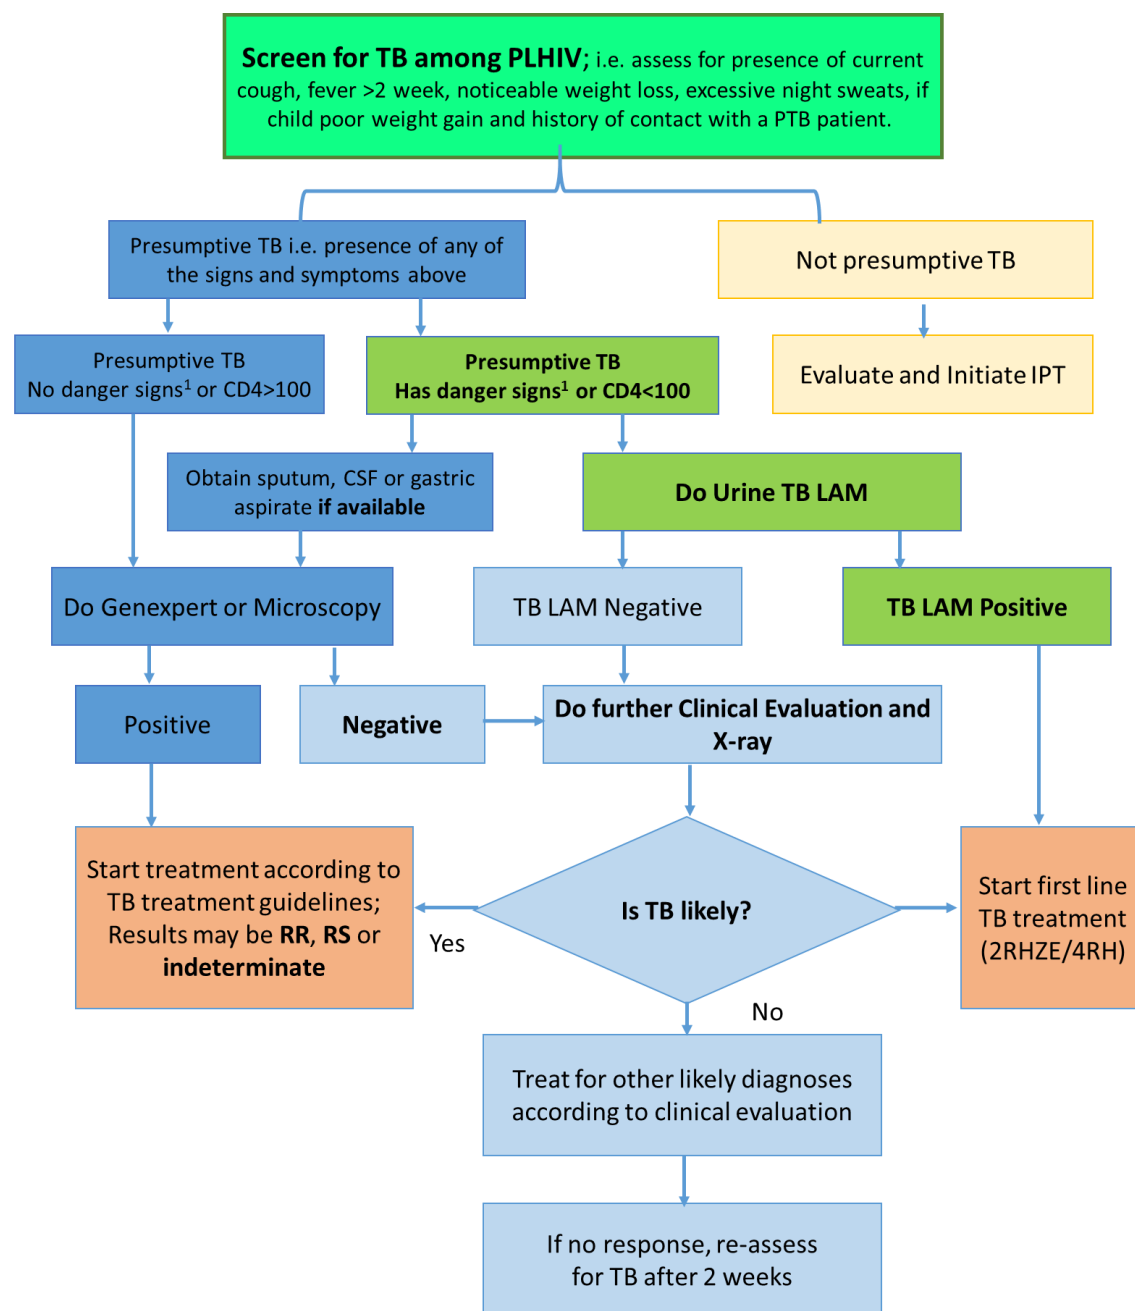 Screen for TB among PLHIV; i.e. assess for presence of current
cough, fever >2 week, noticeable weight loss, excessive night sweats, if
child poor weight gain and history of contact with a PTB patient.
Presumptive TB i.e. presence of any of
the signs and symptoms above
Not presumptive TB
Presumptive TB
No danger signs¹ or CD4>100
Presumptive TB
Has danger signs¹ or CD4<100
Evaluate and Initiate IPT
Obtain sputum, CSF or gastric
aspirate if available
Do Urine TB LAM
Do Genexpert or Microscopy
TB LAM Negative
TB LAM Positive
Positive
Negative
Do further Clinical Evaluation and
X-ray
Start treatment according to
TB treatment guidelines;
Results may be RR, RS or
indeterminate
Yes
Is TB likely?
Start first line
TB treatment
(2RHZE/4RH)
No
Treat for other likely diagnoses
according to clinical evaluation
If no response, re-assess
for TB after 2 weeks